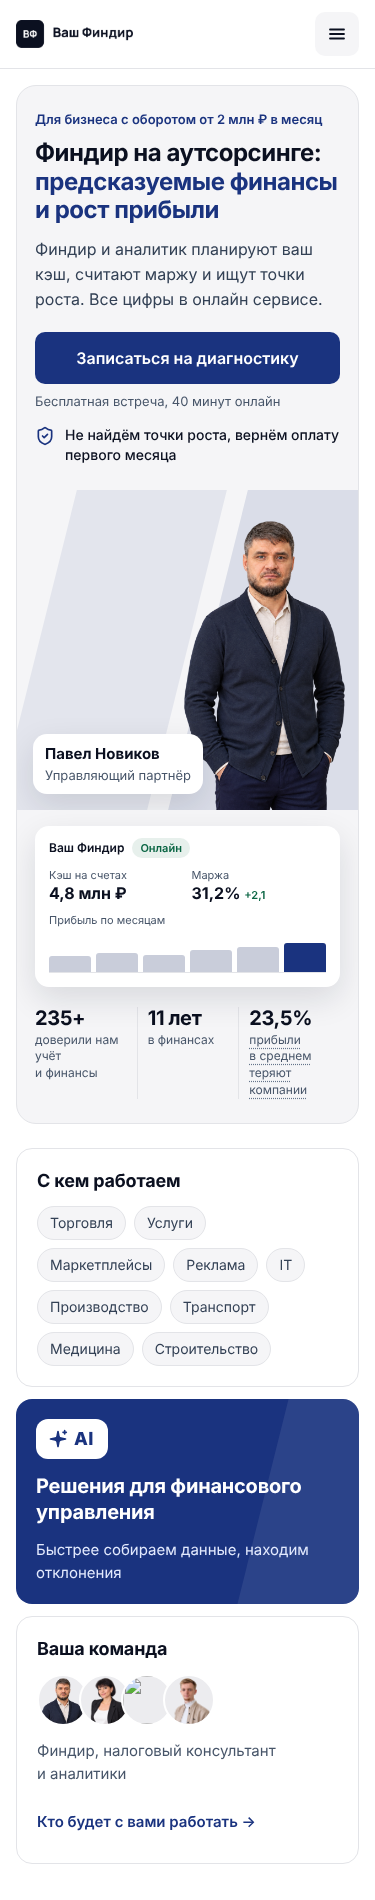 ВФ Ваш Финдир
Для бизнеса с оборотом от 2 млн ₽ в месяц
Финдир на аутсорсинге:
предсказуемые финансы
и рост прибыли
Финдир и аналитик планируют ваш
кэш, считают маржу и ищут точки
роста. Все цифры в онлайн сервисе.
Записаться на диагностику
Бесплатная встреча, 40 минут онлайн
Не найдём точки роста, вернём оплату
первого месяца
Павел Новиков
Управляющий партнёр
Ваш Финдир Онлайн
Кэш на счетах
4,8 млн ₽
Маржа
31,2% +2,1
Прибыль по месяцам
235+
доверили нам
учёт
и финансы
11 лет
в финансах
23,5%
прибыли
в среднем
теряют
компании
С кем работаем
Торговля Услуги
Маркетплейсы Реклама IT
Производство Транспорт
Медицина Строительство
AI
Решения для финансового
управления
Быстрее собираем данные, находим
отклонения
Ваша команда
Финдир, налоговый консультант
и аналитики
Кто будет с вами работать →